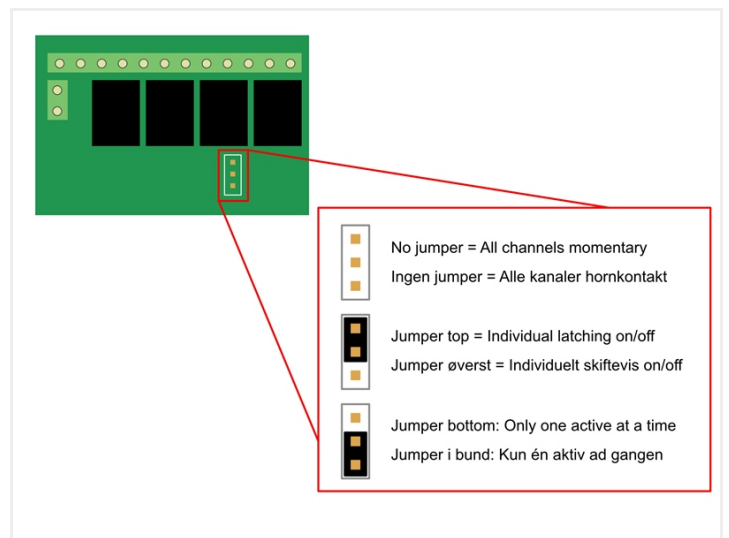 No jumper = All channels momentary
Ingen jumper = Alle kanaler hornkontakt
Jumper top = Individual latching on/off
Jumper øverst = Individuelt skiftevis on/off
Jumper bottom: Only one active at a time
Jumper i bund: Kun én aktiv ad gangen